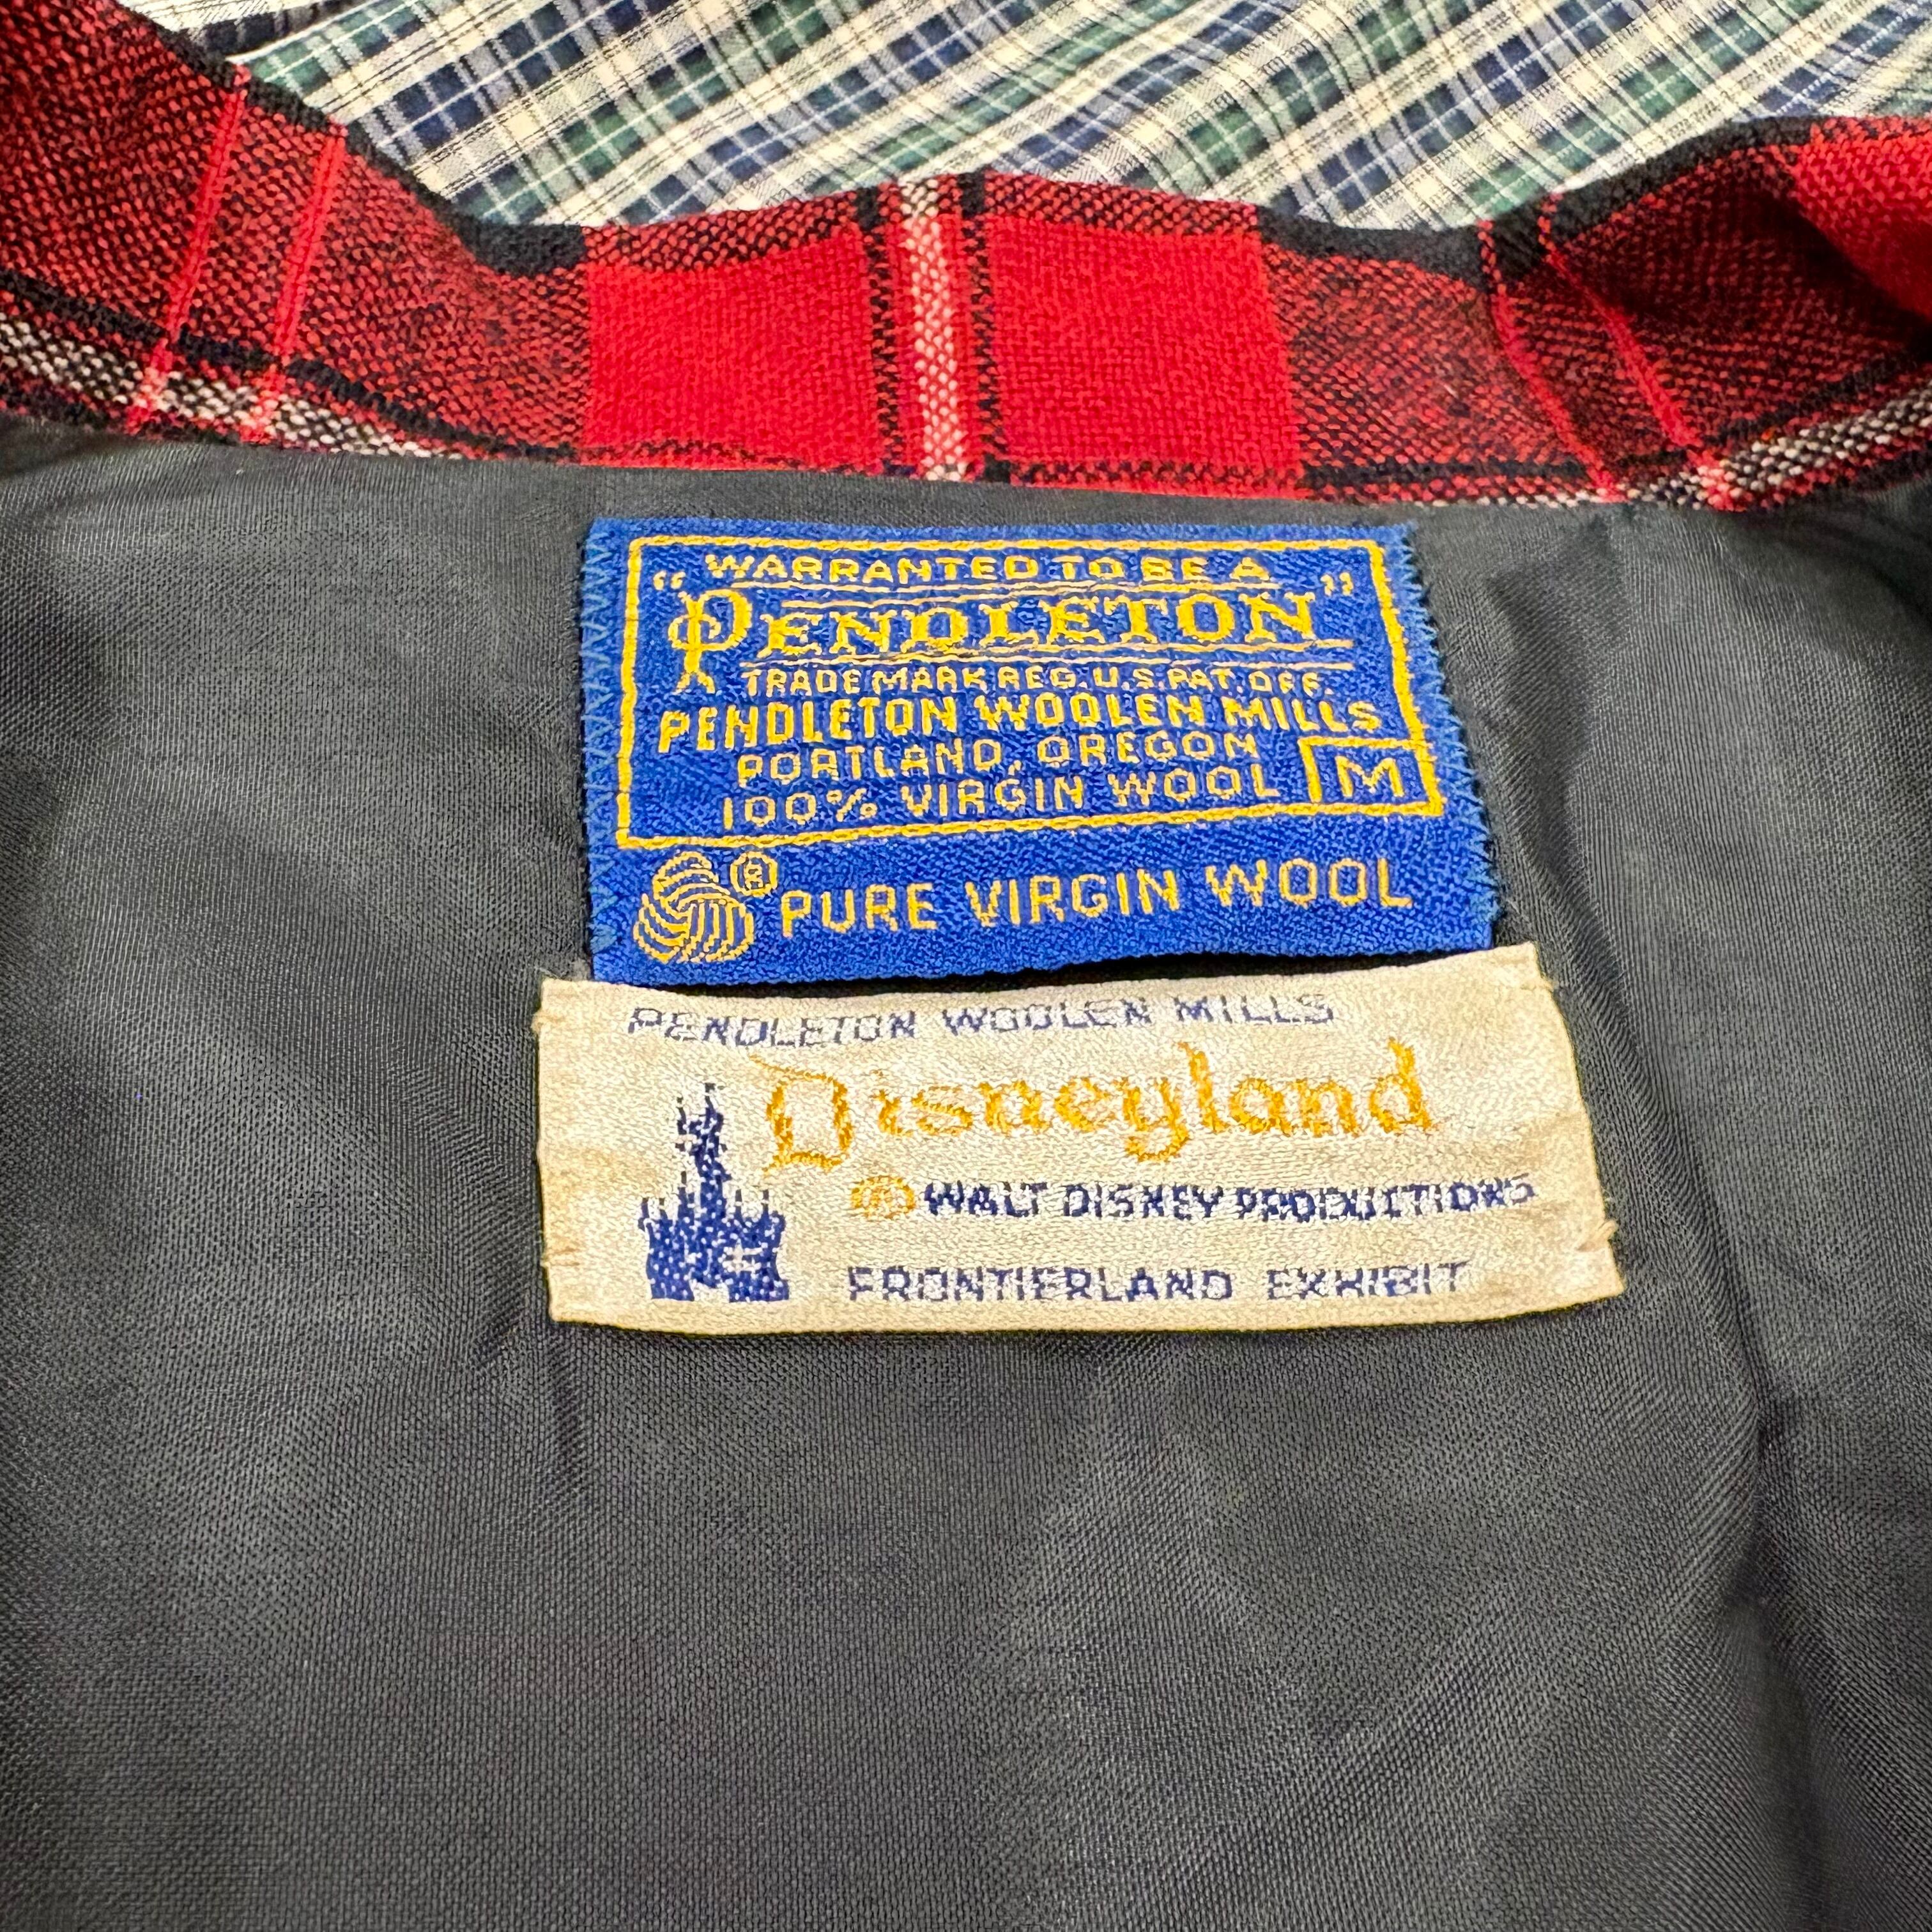 "WARRANTED TO BE A
PENDLETON"
TRADE MARK REG. U.S. PAT. OFF.
PENDLETON WOOLEN MILLS
PORTLAND, OREGON
100% VIRGIN WOOL M
® PURE VIRGIN WOOL
PENDLETON WOOLEN MILLS
Disneyland
© WALT DISNEY PRODUCTIONS
FRONTIERLAND EXHIBIT